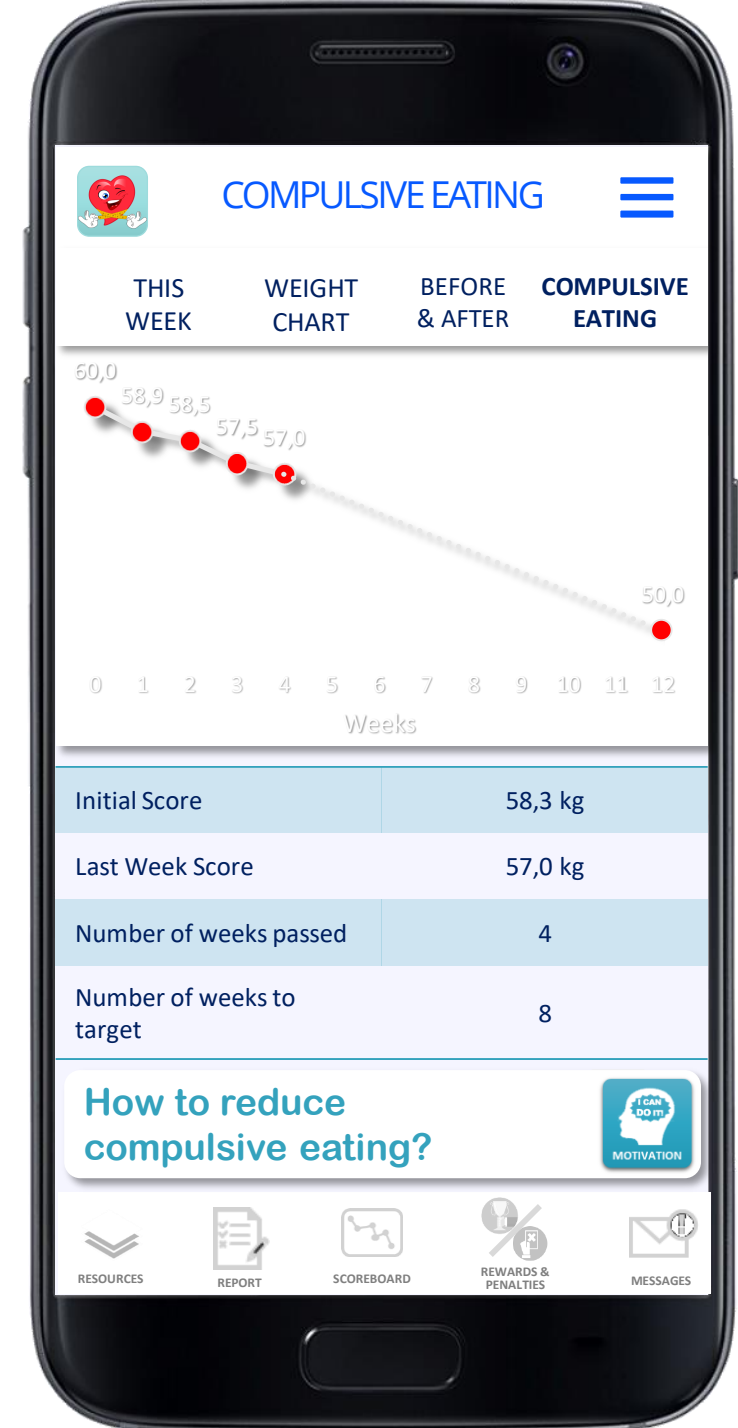 COMPULSIVE EATING
THIS
WEEK
WEIGHT
CHART
BEFORE
& AFTER
COMPULSIVE
EATING
60,0
58,9
58,5
57,5
57,0
50,0
0 1 2 3 4 5 6 7 8 9 10 11 12
Weeks
Initial Score 58,3 kg
Last Week Score 57,0 kg
Number of weeks passed 4
Number of weeks to
target
8
How to reduce
compulsive eating?
I CAN
DO IT!
MOTIVATION
RESOURCES
REPORT
SCOREBOARD
REWARDS &
PENALTIES
MESSAGES